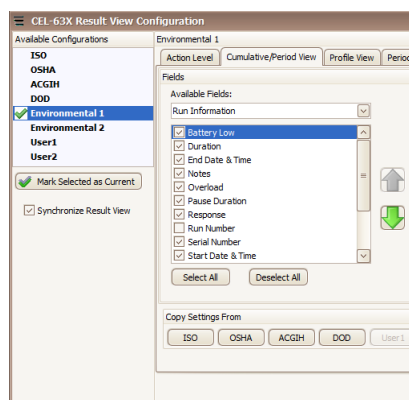 CEL-63X Result View Configuration
Available Configurations
ISO
OSHA
ACGIH
DOD
Environmental 1
Environmental 2
User1
User2
Mark Selected as Current
Synchronize Result View
Environmental 1
Action Level Cumulative/Period View Profile View Period
Fields
Available Fields:
Run Information
Battery Low
Duration
End Date & Time
Notes
Overload
Pause Duration
Response
Run Number
Serial Number
Start Date & Time
Select All Deselect All
Copy Settings From
ISO OSHA ACGIH DOD User1